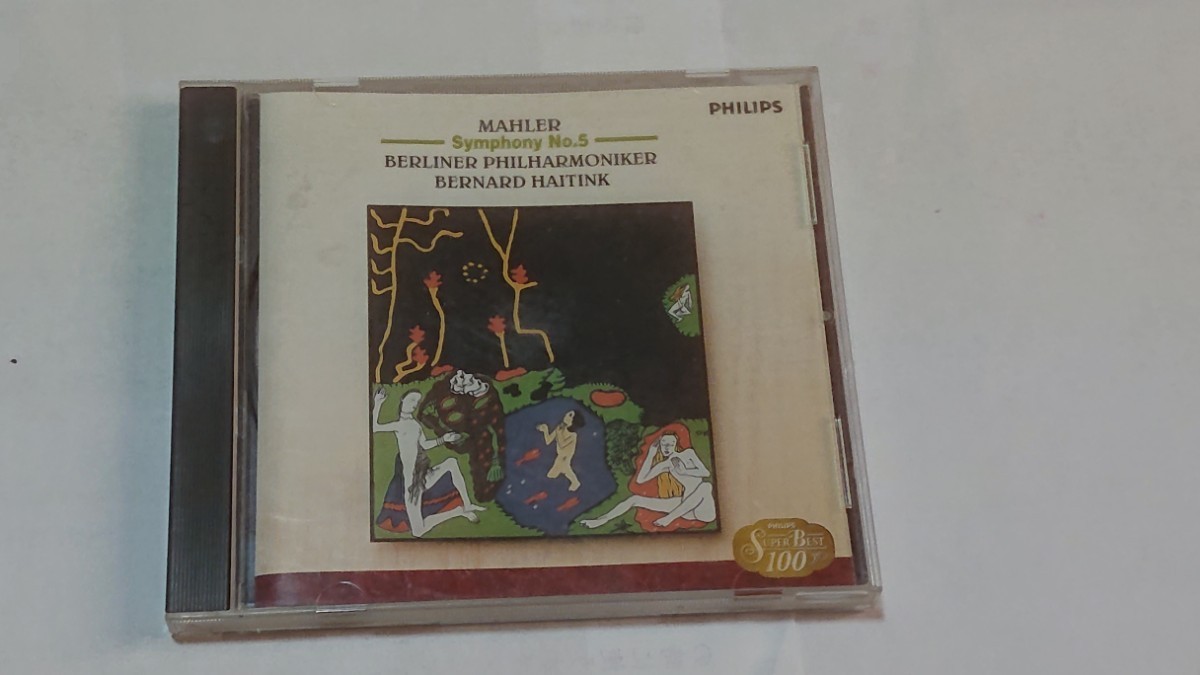 PHILIPS
MAHLER
Symphony No.5
BERLINER PHILHARMONIKER
BERNARD HAITINK
PHILIPS
SUPER BEST
100